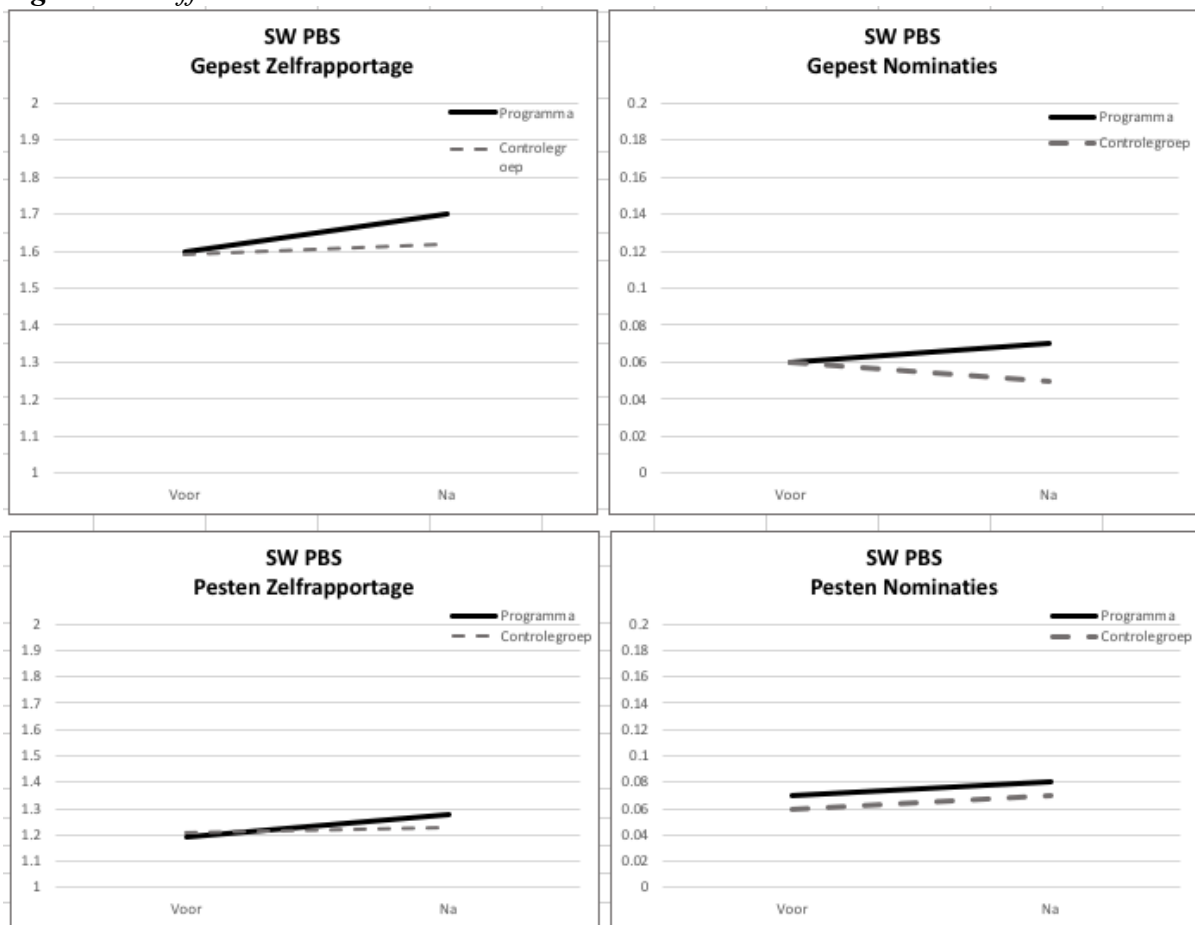 SW PBS
Gepest Zelfrapportage
2
1.9
1.8
1.7
1.6
1.5
1.4
1.3
1.2
1.1
1
Programma
Controlegr
oep
Voor Na
SW PBS
Gepest Nominaties
0.2
0.18
0.16
0.14
0.12
0.1
0.08
0.06
0.04
0.02
0
Programma
Controlegroep
Voor Na
SW PBS
Pesten Zelfrapportage
2
1.9
1.8
1.7
1.6
1.5
1.4
1.3
1.2
1.1
1
Programma
Controlegroep
Voor Na
SW PBS
Pesten Nominaties
0.2
0.18
0.16
0.14
0.12
0.1
0.08
0.06
0.04
0.02
0
Programma
Controlegroep
Voor Na